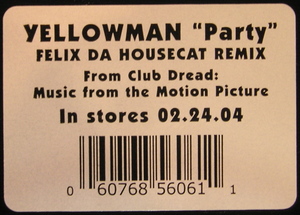 YELLOWMAN "Party"
FELIX DA HOUSECAT REMIX
From Club Dread:
Music from the Motion Picture
In stores 02.24.04
0 60768 56061 1